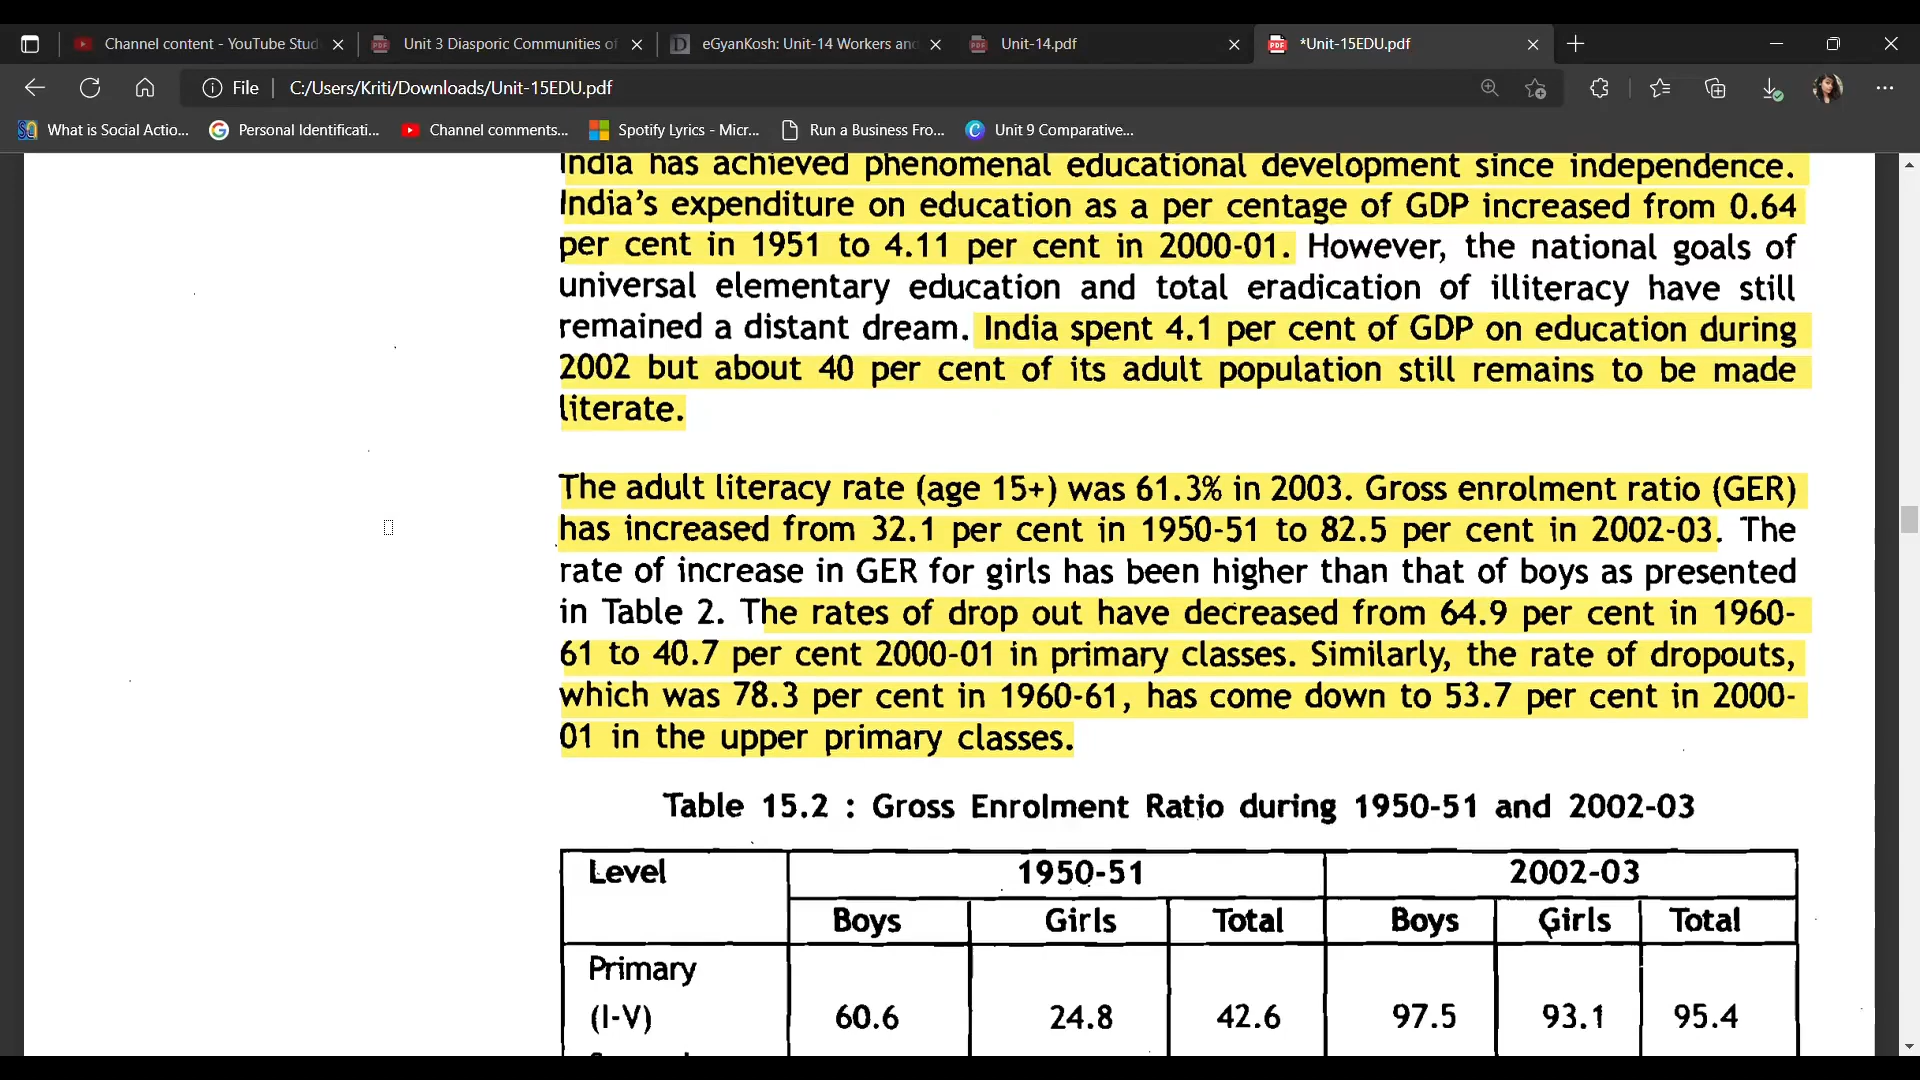 Channel content - YouTube Stud
Unit 3 Diasporic Communities of
eGyanKosh: Unit-14 Workers and
Unit-14.pdf
*Unit-15EDU.pdf
File
C:/Users/Kriti/Downloads/Unit-15EDU.pdf
What is Social Actio...
Personal Identificati...
Channel comments...
Spotify Lyrics - Micr...
Run a Business Fro...
Unit 9 Comparative...
India has achieved phenomenal educational development since independence.
India's expenditure on education as a per centage of GDP increased from 0.64
per cent in 1951 to 4.11 per cent in 2000-01. However, the national goals of
universal elementary education and total eradication of illiteracy have still
remained a distant dream. India spent 4.1 per cent of GDP on education during
2002 but about 40 per cent of its adult population still remains to be made
literate.
The adult literacy rate (age 15+) was 61.3% in 2003. Gross enrolment ratio (GER)
has increased from 32.1 per cent in 1950-51 to 82.5 per cent in 2002-03. The
rate of increase in GER for girls has been higher than that of boys as presented
in Table 2. The rates of drop out have decreased from 64.9 per cent in 1960-
61 to 40.7 per cent 2000-01 in primary classes. Similarly, the rate of dropouts,
which was 78.3 per cent in 1960-61, has come down to 53.7 per cent in 2000-
01 in the upper primary classes.
Table 15.2 : Gross Enrolment Ratio during 1950-51 and 2002-03
Level 1950-51 2002-03
Boys Girls Total Boys Girls Total
Primary
(I-V) 60.6 24.8 42.6 97.5 93.1 95.4